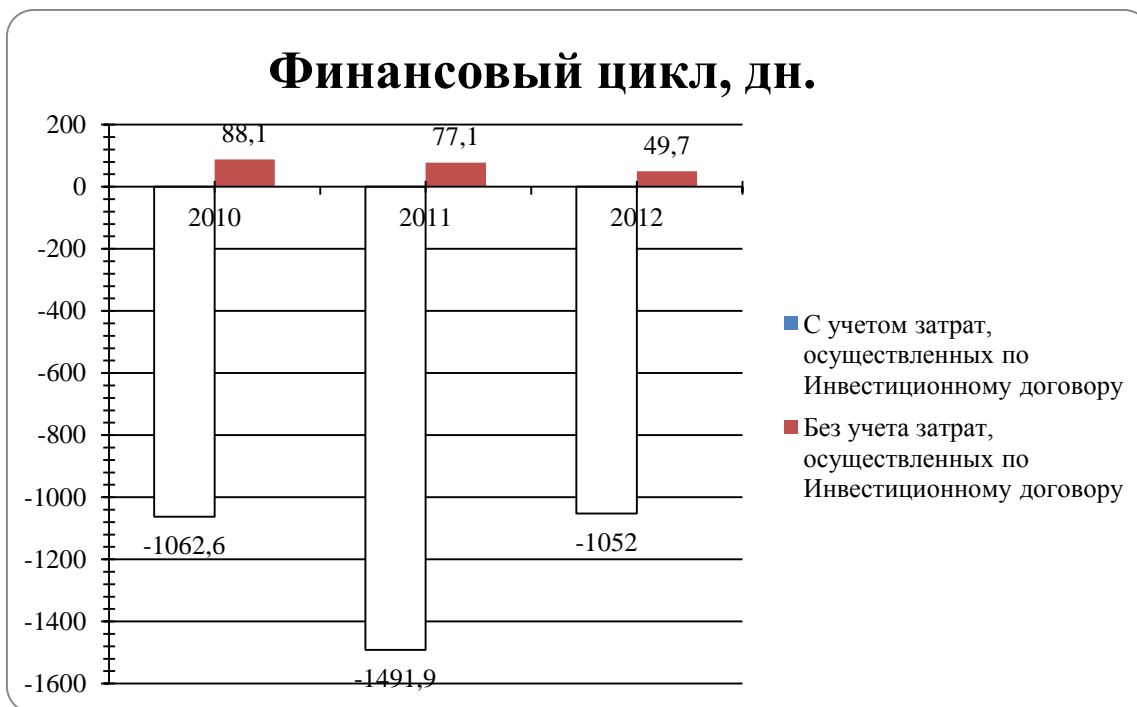 Финансовый цикл, дн.
200
88,1
77,1
49,7
0
2010
2011
2012
-200
-400
-600
-800
-1000
-1062,6
-1052
-1200
-1400
-1491,9
-1600
С учетом затрат,
осуществленных по
Инвестиционному договору
Без учета затрат,
осуществленных по
Инвестиционному договору